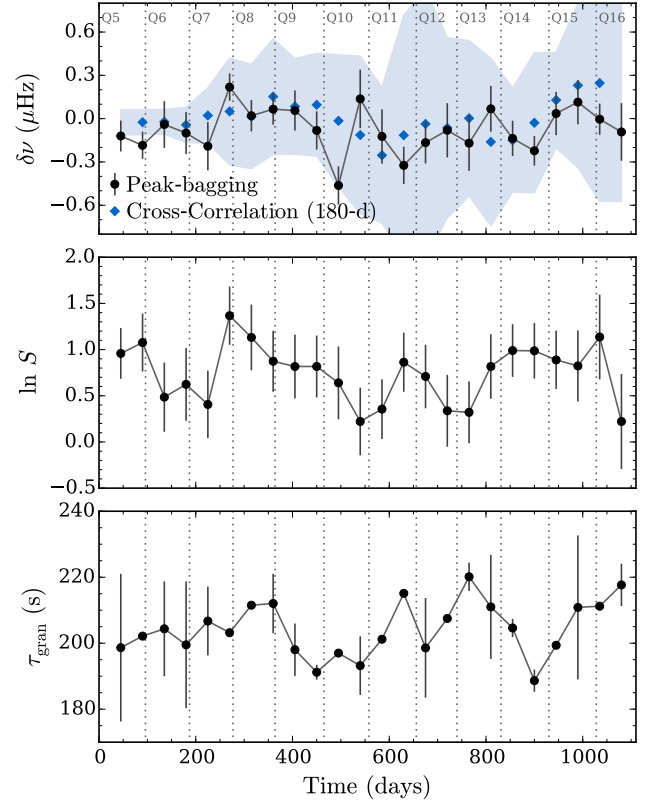 Q5 Q6 Q7 Q8 Q9 Q10 Q11 Q12 Q13 Q14 Q15 Q16
0.6
0.3
0.0
−0.3
−0.6
δν (μHz)
Peak-bagging
Cross-Correlation (180-d)
2.0
1.5
1.0
0.5
0.0
−0.5
ln S
240
220
200
180
τgran (s)
0 200 400 600 800 1000
170
Time (days)